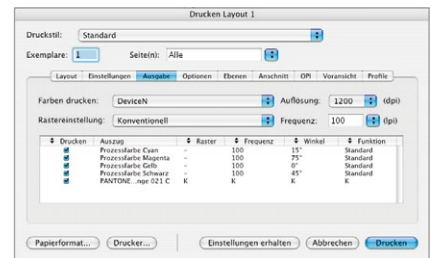 Drucken Layout 1
Druckstil: Standard
Exemplare: 1 Seite(n): Alle
Layout Einstellungen Ausgabe Optionen Ebenen Anschnitt OPI Voransicht Profile
Farben drucken: DeviceN Auflösung: 1200 (dpi)
Rastereinstellung: Konventionell Frequenz: 100 (lpi)
Drucken Auszug Raster Frequenz Winkel Funktion
Prozessfarbe Cyan - 100 15° Standard
Prozessfarbe Magenta - 100 75° Standard
Prozessfarbe Gelb - 100 0° Standard
Prozessfarbe Schwarz - 100 45° Standard
PANTONE...nge 021 C K K K K
Papierformat... Drucker... Einstellungen erhalten Abbrechen Drucken